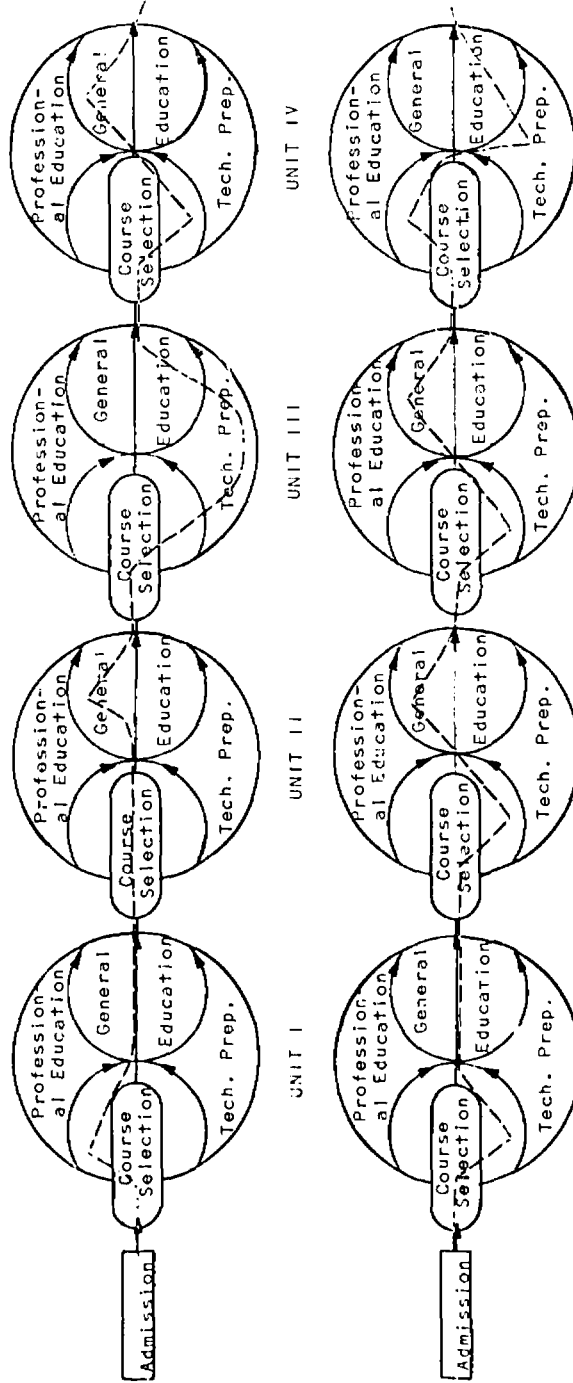 Admission
Course
Selection
Profession-
al Education
General
Education
Tech. Prep.
Course
Selection
Profession-
al Education
General
Education
Tech. Prep.
Course
Selection
Profession-
al Education
General
Education
Tech. Prep.
Course
Selection
Profession-
al Education
General
Education
Tech. Prep.
UNIT I
UNIT II
UNIT III
UNIT IV
Admission
Course
Selection
Profession-
al Education
General
Education
Tech. Prep.
Course
Selection
Profession-
al Education
General
Education
Tech. Prep.
Course
Selection
Profession-
al Education
General
Education
Tech. Prep.
Course
Selection
Profession-
al Education
General
Education
Tech. Prep.